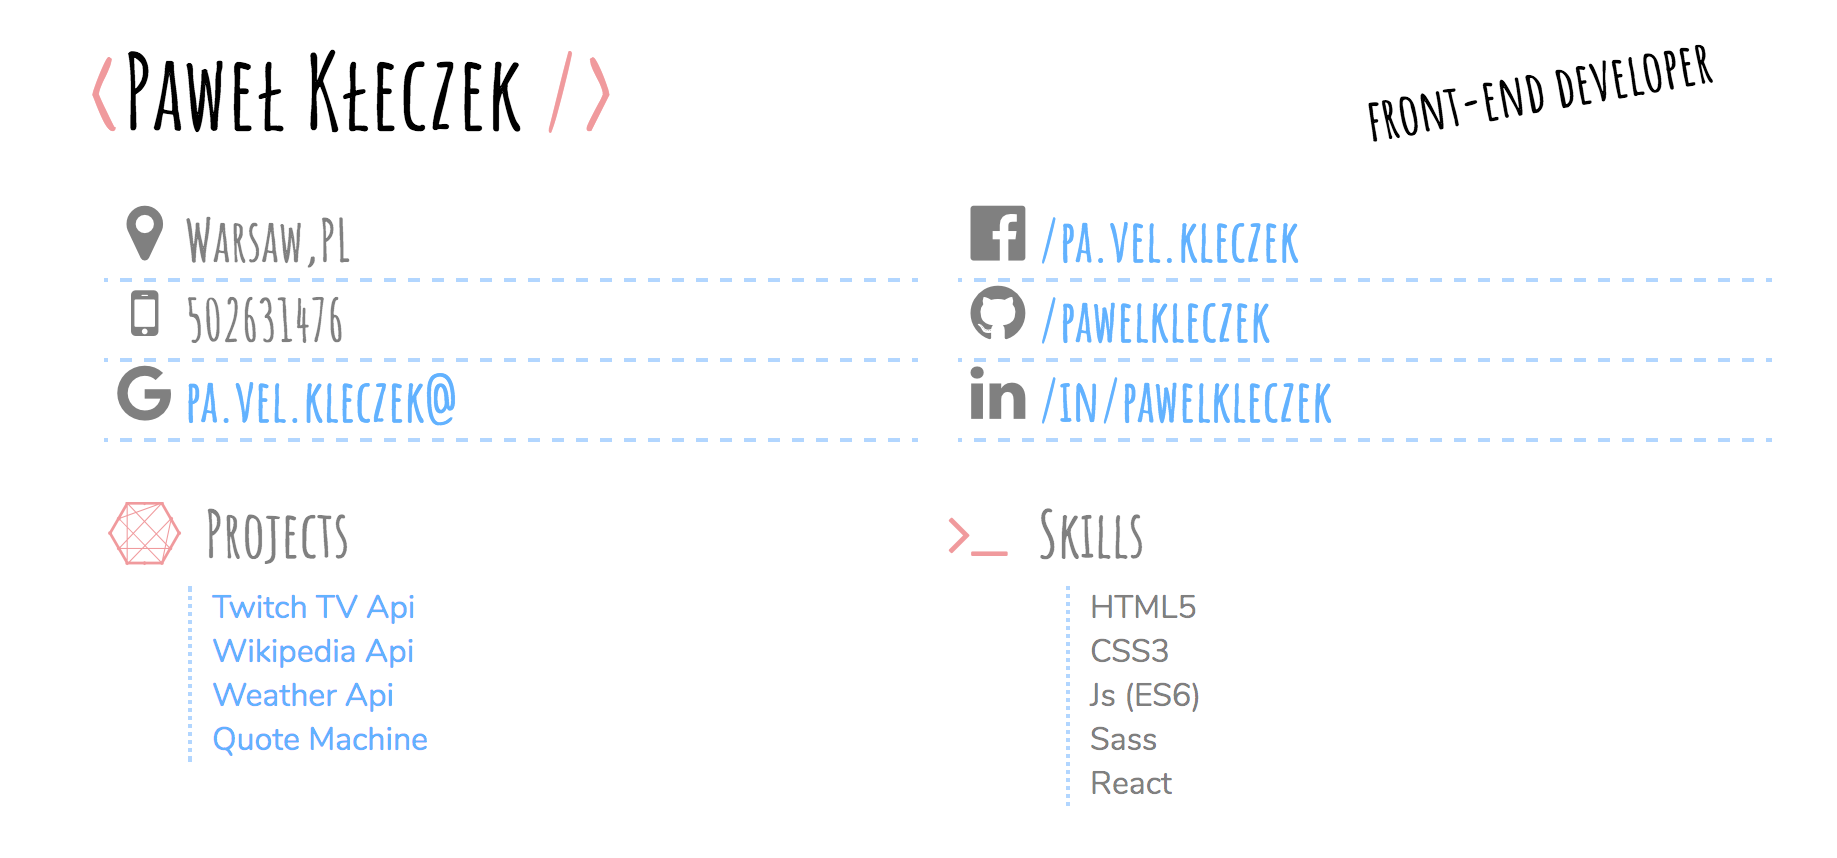 <Paweł Kłeczek />
front-end developer
Warsaw,PL
502631476
pa.vel.kleczek@
/pa.vel.kleczek
/pawelkleczek
/in/pawelkleczek
Projects
Twitch TV Api
Wikipedia Api
Weather Api
Quote Machine
Skills
HTML5
CSS3
Js (ES6)
Sass
React